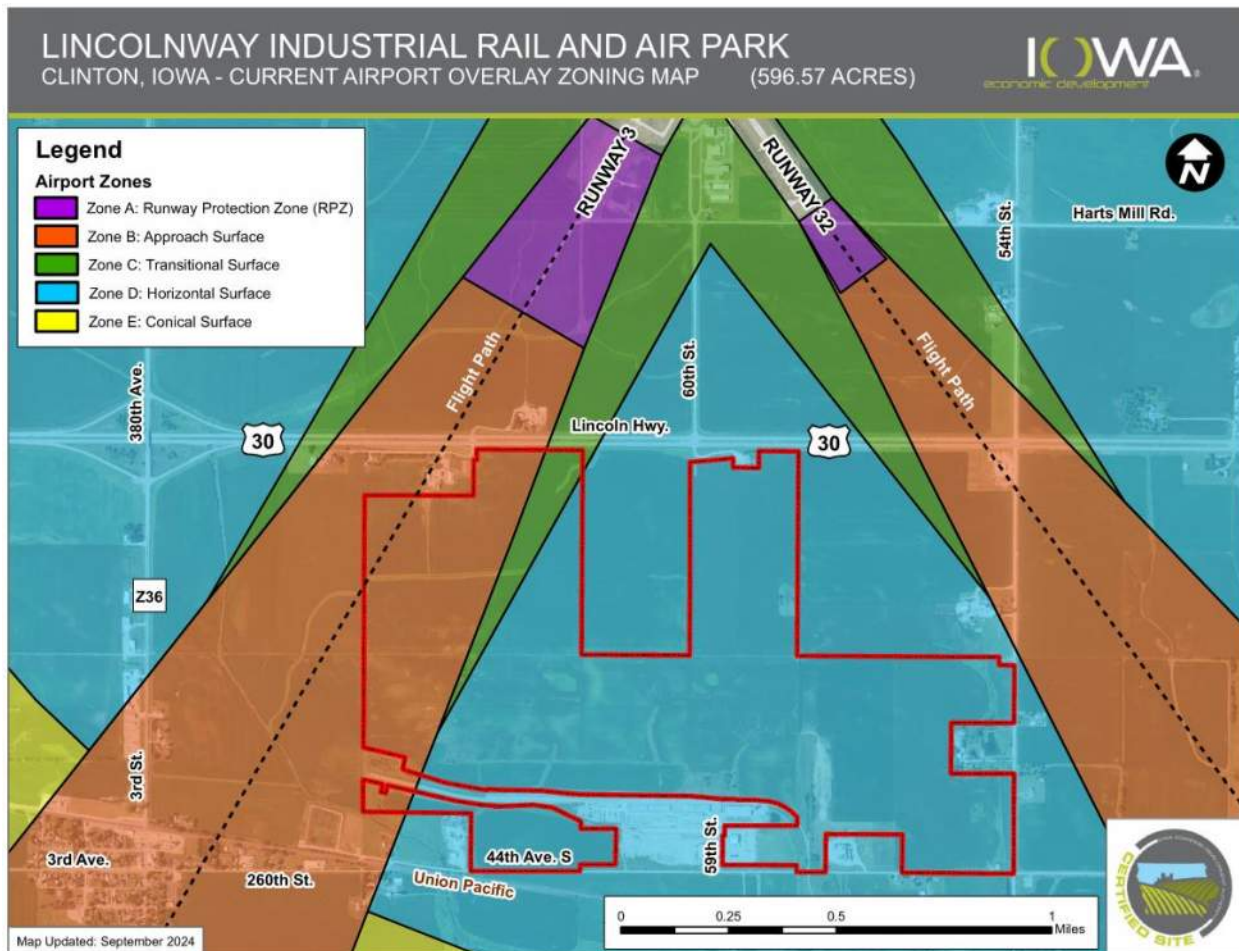 LINCOLNWAY INDUSTRIAL RAIL AND AIR PARK
CLINTON, IOWA - CURRENT AIRPORT OVERLAY ZONING MAP (596.57 ACRES)
IOWA
economic development
Legend
Airport Zones
Zone A: Runway Protection Zone (RPZ)
Zone B: Approach Surface
Zone C: Transitional Surface
Zone D: Horizontal Surface
Zone E: Conical Surface
RUNWAY 3
RUNWAY 32
N
54th St.
Harts Mill Rd.
380th Ave.
Flight Path
60th St.
Flight Path
Lincoln Hwy.
30
30
Z36
3rd St.
3rd Ave.
260th St.
44th Ave. S
59th St.
Union Pacific
0 0.25 0.5 1
Miles
CERTIFIED SITE
Map Updated: September 2024